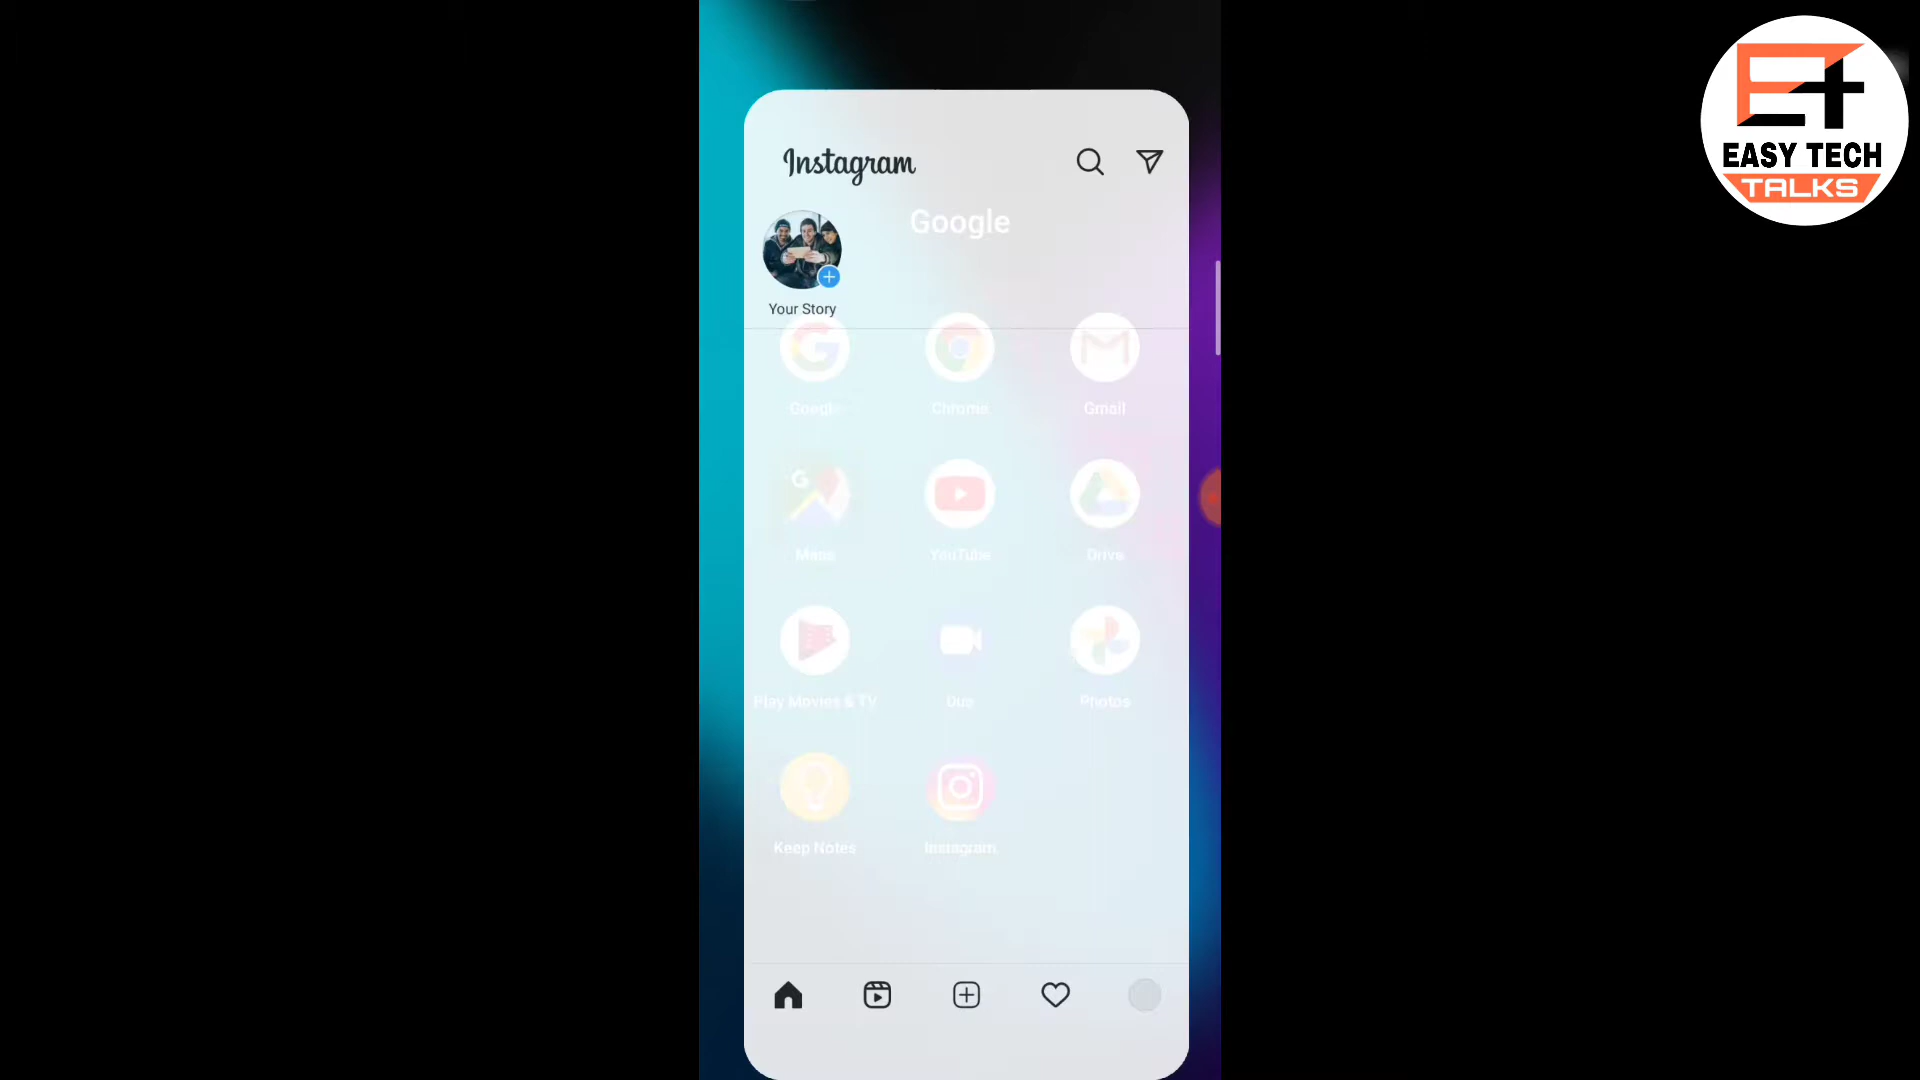 Instagram
Google
Your Story
Google
Chrome
Gmail
Maps
YouTube
Drive
Play Movies & TV
Duo
Photos
Keep Notes
Instagram
Et
EASY TECH
TALKS